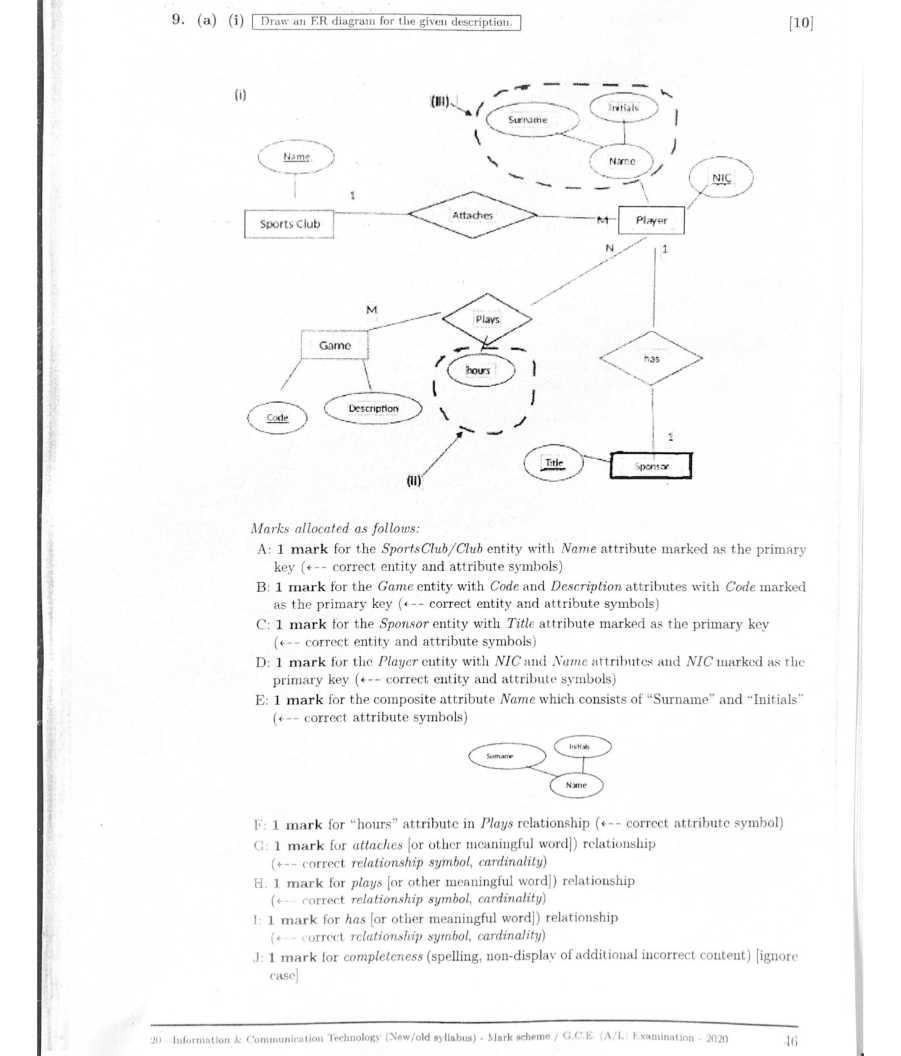 9. (a) (i) Draw an ER diagram for the given description. [10]
(i)
(iii)
Surname
Initials
Name
Name
NIC
1
Sports Club
Attaches
M
Player
N
1
M
Plays
Game
has
hours
Code
Description
1
Title
Sponsor
(ii)
Marks allocated as follows:
A: 1 mark for the SportsClub/Club entity with Name attribute marked as the primary
key (←-- correct entity and attribute symbols)
B: 1 mark for the Game entity with Code and Description attributes with Code marked
as the primary key (←-- correct entity and attribute symbols)
C: 1 mark for the Sponsor entity with Title attribute marked as the primary key
(←-- correct entity and attribute symbols)
D: 1 mark for the Player entity with NIC and Name attributes and NIC marked as the
primary key (←-- correct entity and attribute symbols)
E: 1 mark for the composite attribute Name which consists of “Surname” and “Initials”
(←-- correct attribute symbols)
Surname
Initials
Name
F: 1 mark for “hours” attribute in Plays relationship (←-- correct attribute symbol)
G: 1 mark for attaches [or other meaningful word]) relationship
(←-- correct relationship symbol, cardinality)
H: 1 mark for plays [or other meaningful word]) relationship
(←-- correct relationship symbol, cardinality)
I: 1 mark for has [or other meaningful word]) relationship
(←-- correct relationship symbol, cardinality)
J: 1 mark for completeness (spelling, non-display of additional incorrect content) [ignore
case]
20 - Information & Communication Technology (New/old syllabus) - Mark scheme / G.C.E. (A/L) Examination - 2020 46